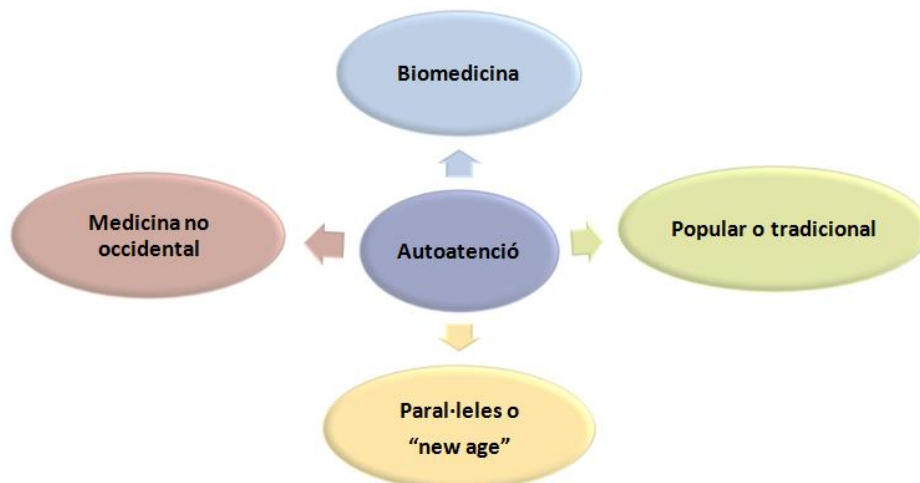 Biomedicina
Medicina no
occidental
Autoatenció
Popular o tradicional
Paral·leles o
“new age”